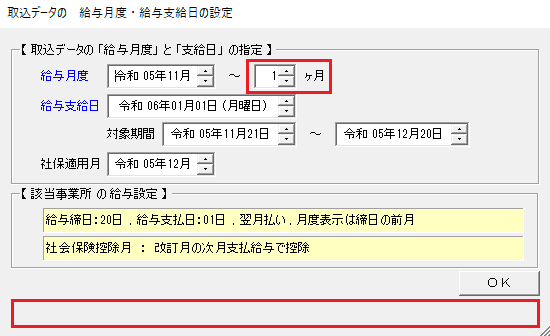 取込データの　給与月度・給与支給日の設定
【 取込データの「給与月度」と「支給日」の指定 】
給与月度 令和 05年11月 ～ 1 ヶ月
給与支給日 令和 06年01月01日 (月曜日)
対象期間 令和 05年11月21日 ～ 令和 05年12月20日
社保適用月 令和 05年12月
【 該当事業所 の 給与設定 】
給与締日:20日 , 給与支払日:01日 , 翌月払い , 月度表示は締日の前月
社会保険控除月 ： 改訂月の次月支払給与で控除
ＯＫ